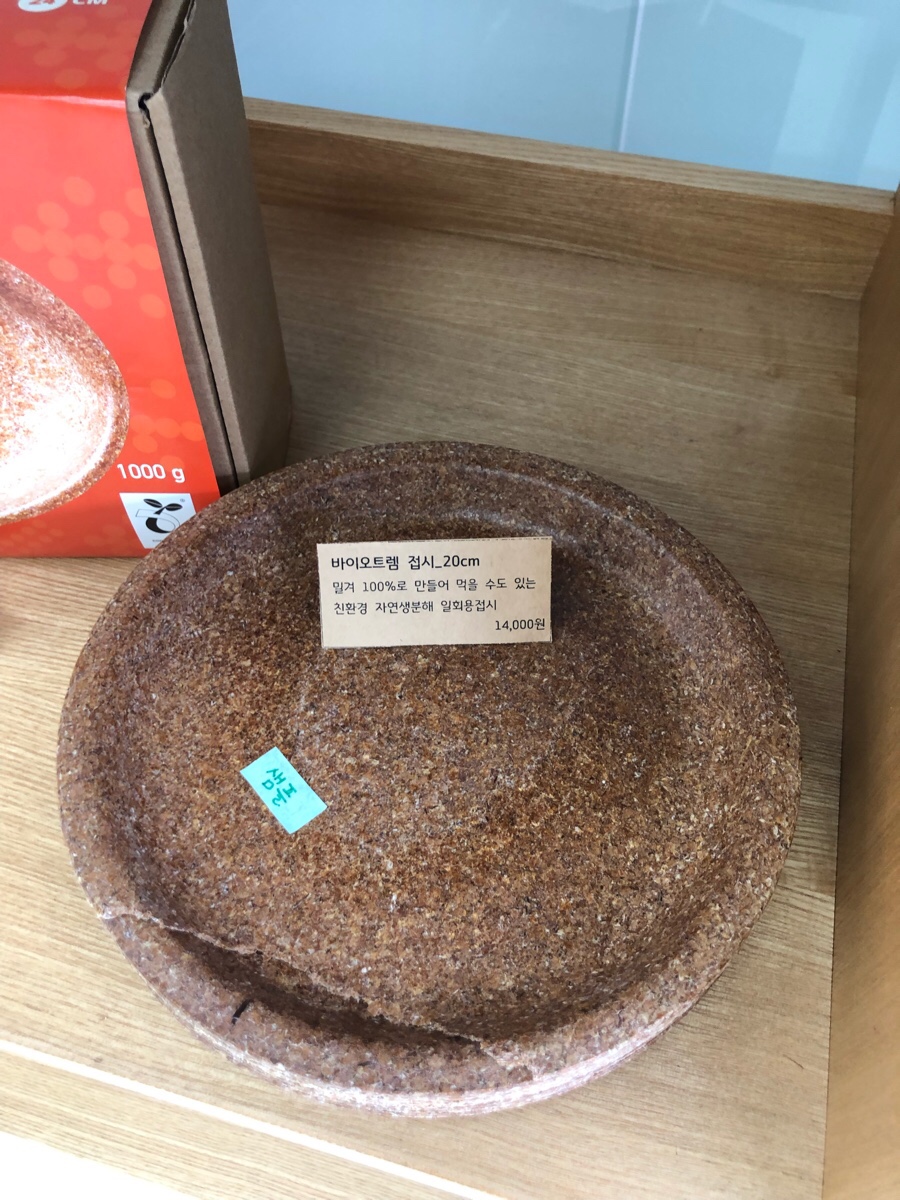 CM
1000 g
바이오트렘 접시_20cm
밀겨 100%로 만들어 먹을 수도 있는
친환경 자연생분해 일회용접시
14,000원
샘플